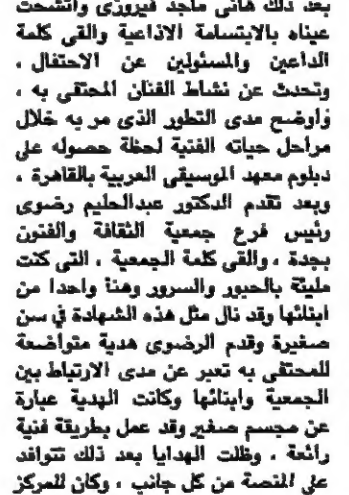 بعد ذلك هانى ماجد فيروزى واتشحت
عيناه بالابتسامة الاذاعية والقى كلمة
الداعين والمسئولين عن الاحتفال .
وتحدث عن نشاط الفنان المحتفى به ،
وأوضح مدى التطور الذى مر به خلال
مراحل حياته الفنية لحظة حصوله على
دبلوم معهد الموسيقى العربية بالقاهرة .
وبعد تقدم الدكتور عبدالحليم رضوى
رئيس فرع جمعية الثقافة والفنون
بجدة . والقى كلمة الجمعية ، التى كنت
مليئة بالحبور والسرور وهنأ واحدا من
ابنائها وقد نال مثل هذه الشهادة في سن
صغيرة وقدم الرضوى هدية متواضعة
للمحتفى به تعبر عن مدى الارتباط بين
الجمعية وابنائها وكانت الهدية عبارة
عن مجسم صغير وقد عمل بطريقة فنية
رائعة . وظلت الهدايا بعد ذلك تتوافد
على المنصة من كل جانب ، وكان للمركز